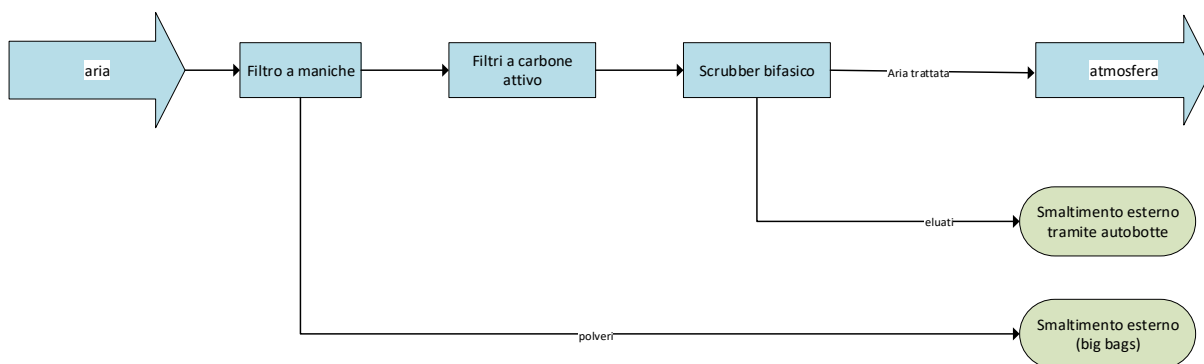 aria
Filtro a maniche
Filtri a carbone
attivo
Scrubber bifasico
Aria trattata
atmosfera
eluati
Smaltimento esterno
tramite autobotte
polveri
Smaltimento esterno
(big bags)